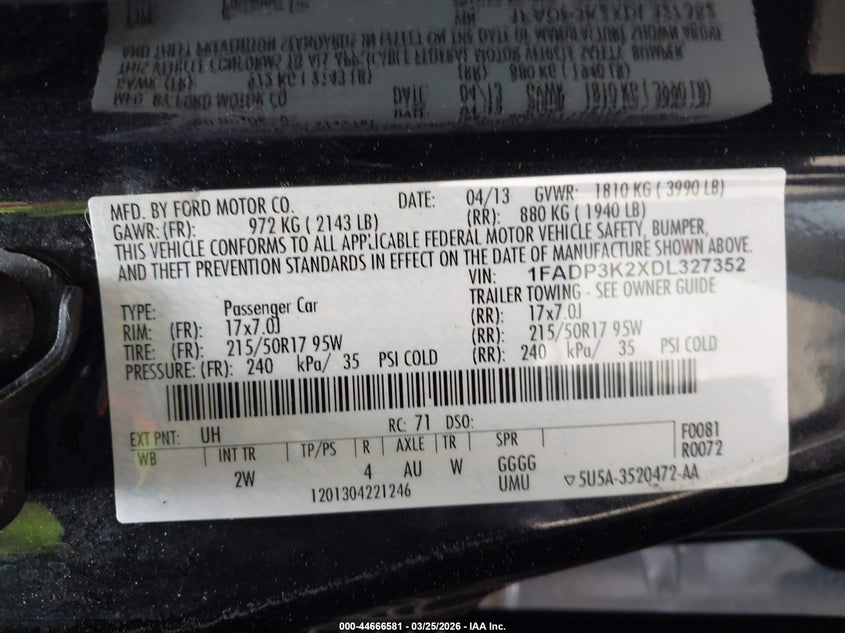 MFD. BY FORD MOTOR CO.   DATE: 04/13   GVWR: 1810 KG ( 3990 LB)
GAWR: (FR): 972 KG ( 2143 LB)   (RR): 880 KG ( 1940 LB)
THIS VEHICLE CONFORMS TO ALL APPLICABLE FEDERAL MOTOR VEHICLE SAFETY, BUMPER,
AND THEFT PREVENTION STANDARDS IN EFFECT ON THE DATE OF MANUFACTURE SHOWN ABOVE.
VIN: 1FADP3K2XDL327352
TYPE: Passenger Car   TRAILER TOWING - SEE OWNER GUIDE
RIM: (FR): 17x7.0J   (RR): 17x7.0J
TIRE: (FR): 215/50R17 95W   (RR): 215/50R17 95W
PRESSURE: (FR): 240 kPa/ 35 PSI COLD   (RR): 240 kPa/ 35 PSI COLD
EXT PNT: UH   RC: 71 DSO:   F0081
WB   INT TR   TP/PS   R   AXLE   TR   SPR   R0072
2W   4   AU   W   GGGG
UMU   ▽5U5A-3520472-AA
1201304221246
000-44666581 - 03/25/2026 - IAA Inc.